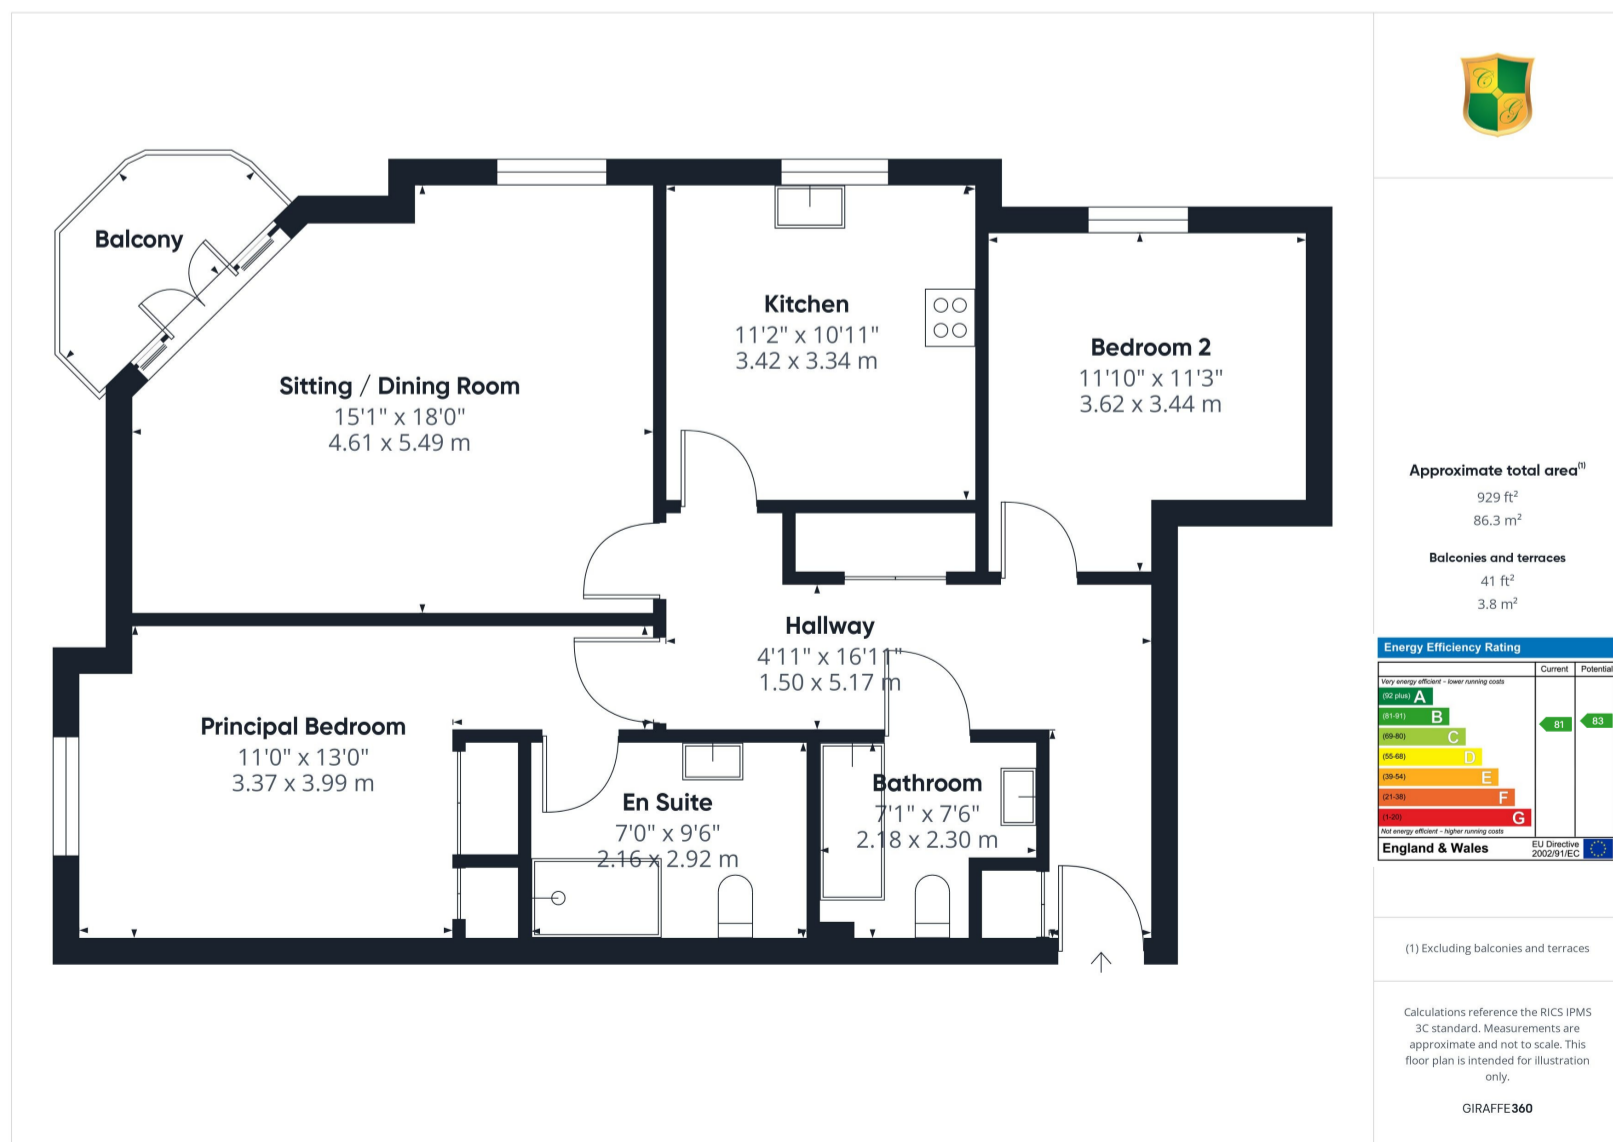 Balcony
Sitting / Dining Room
15'1" x 18'0"
4.61 x 5.49 m
Kitchen
11'2" x 10'11"
3.42 x 3.34 m
Bedroom 2
11'10" x 11'3"
3.62 x 3.44 m
Hallway
4'11" x 16'11"
1.50 x 5.17 m
Principal Bedroom
11'0" x 13'0"
3.37 x 3.99 m
En Suite
7'0" x 9'6"
2.16 x 2.92 m
Bathroom
7'1" x 7'6"
2.18 x 2.30 m
C
G
Approximate total area(1)
929 ft²
86.3 m²
Balconies and terraces
41 ft²
3.8 m²
Energy Efficiency Rating
Current Potential
Very energy efficient – lower running costs
(92 plus) A
(81-91) B
(69-80) C
(55-68) D
(39-54) E
(21-38) F
(1-20) G
81
83
Not energy efficient – higher running costs
England & Wales
EU Directive
2002/91/EC
(1) Excluding balconies and terraces
Calculations reference the RICS IPMS
3C standard. Measurements are
approximate and not to scale. This
floor plan is intended for illustration
only.
GIRAFFE360